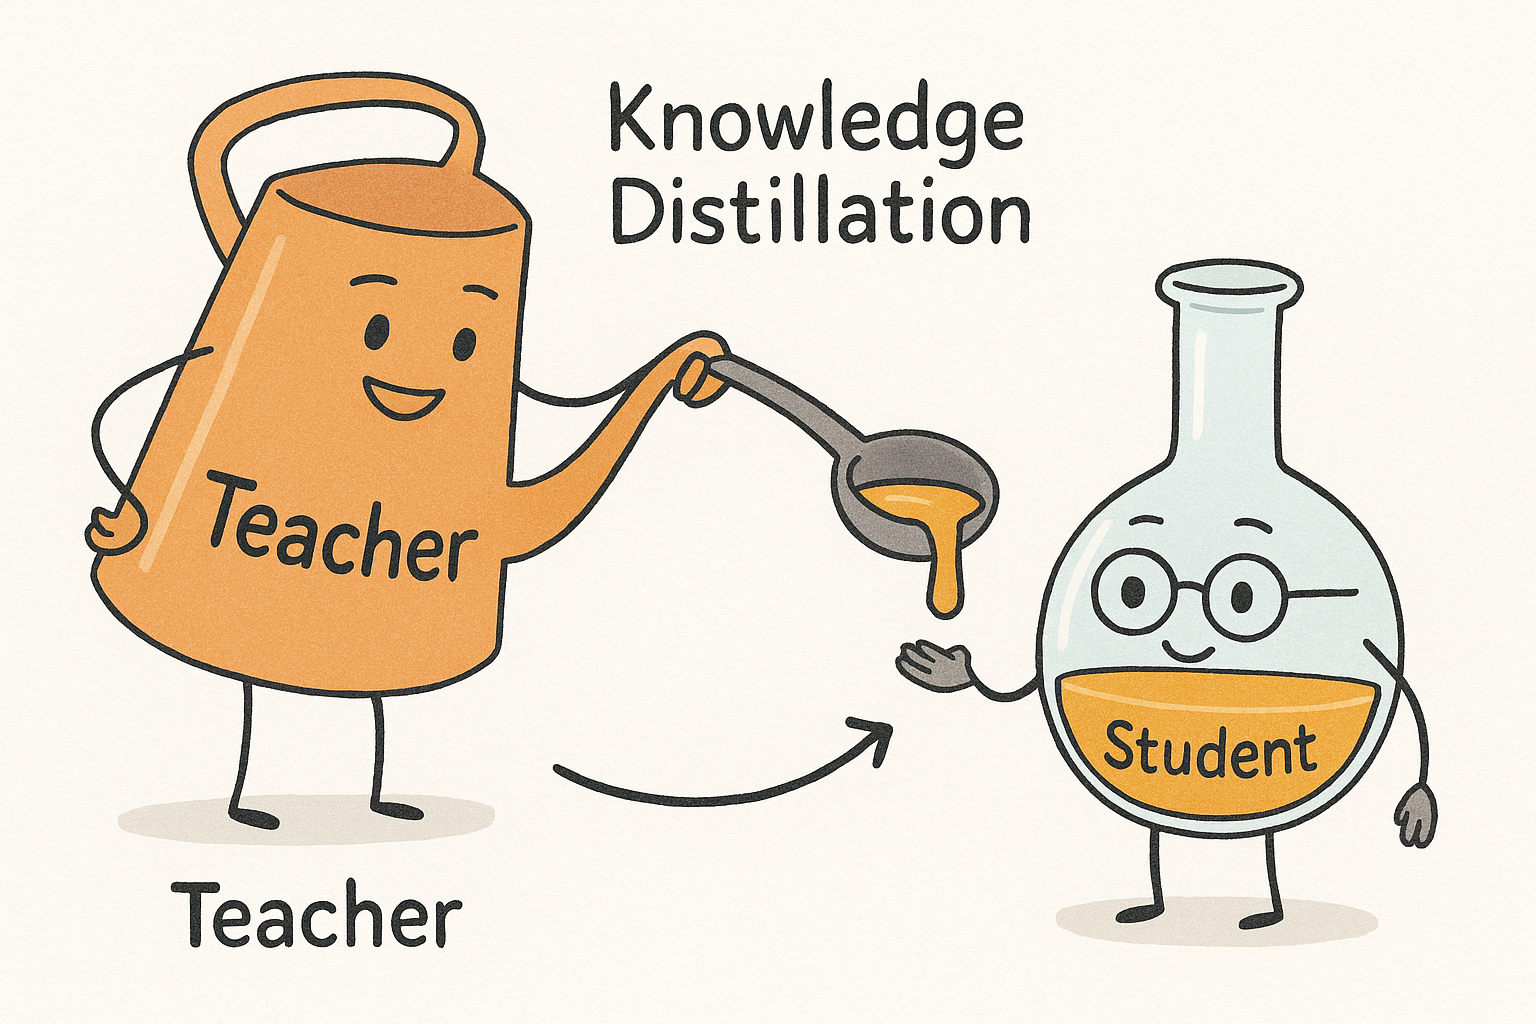 Knowledge
Distillation
Teacher
Student
Teacher